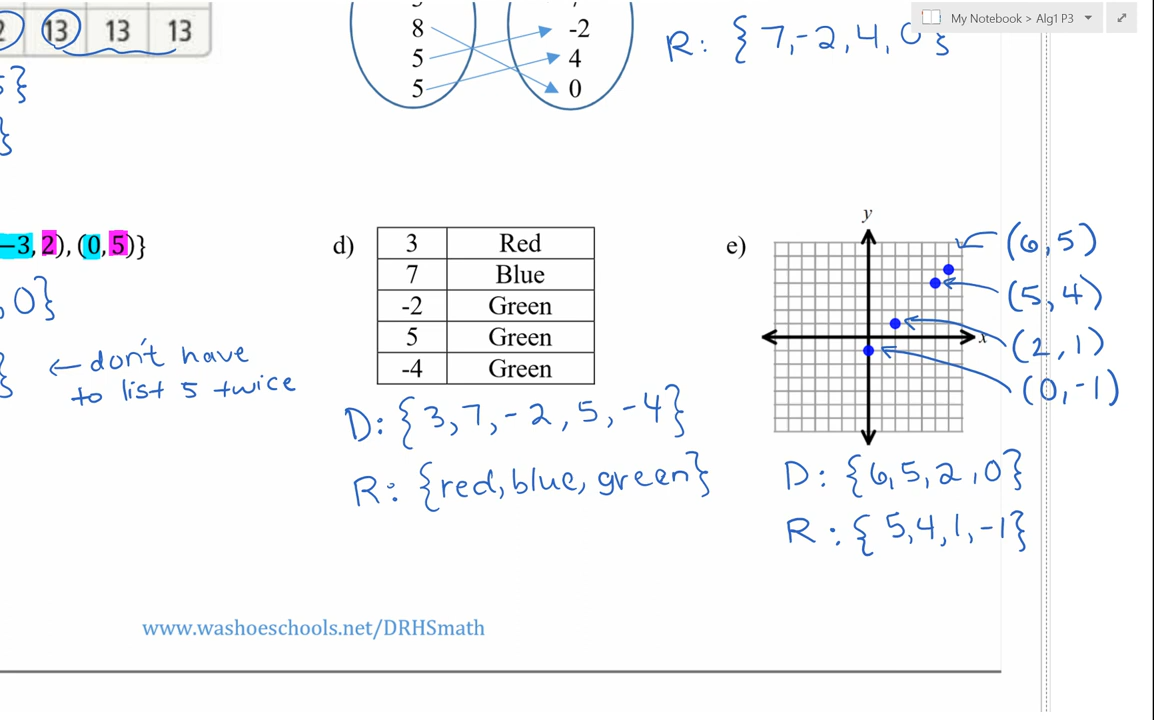 My Notebook > Alg1 P3
13 13 13
8 -2
5 4
5 0
R: {7,-2,4,0}
}
}
−3, 2), (0,5)}
,0}
} ←don't have
to list 5 twice
d)
3 Red
7 Blue
-2 Green
5 Green
-4 Green
D: {3,7,-2,5,-4}
R: {red,blue,green}
e)
y
x
(6,5)
(5,4)
(2,1)
(0,-1)
D: {6,5,2,0}
R: {5,4,1,-1}
www.washoeschools.net/DRHSmath